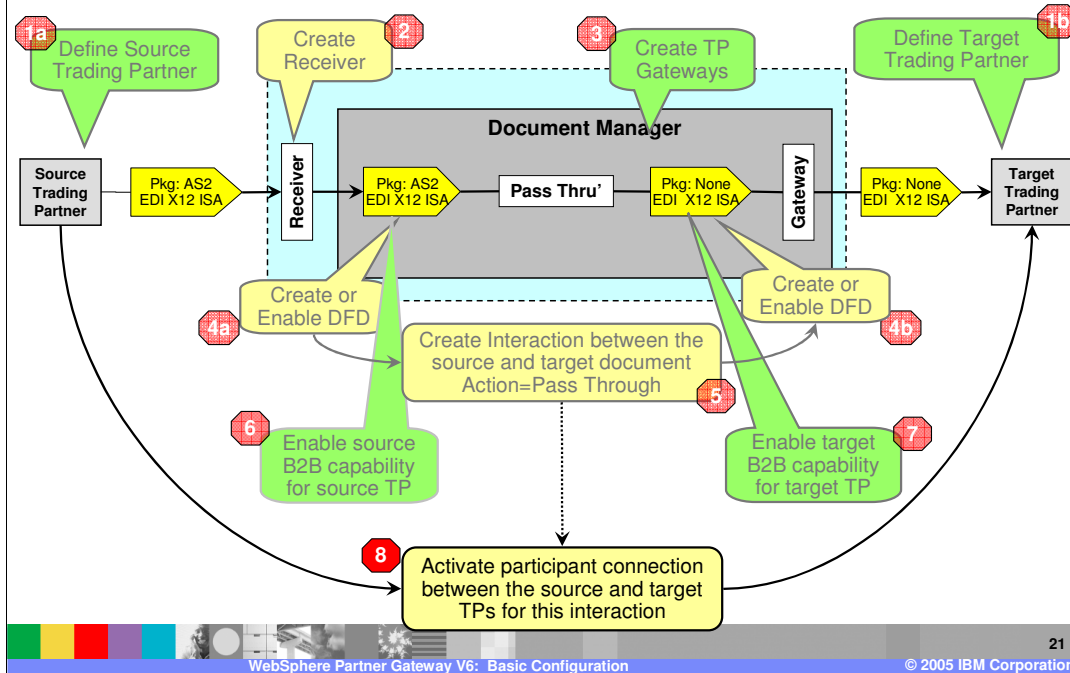 1a
Define Source
Trading Partner
2
Create
Receiver
3
Create TP
Gateways
1b
Define Target
Trading Partner
Document Manager
Source
Trading
Partner
Pkg: AS2
EDI X12 ISA
Receiver
Pkg: AS2
EDI X12 ISA
Pass Thru'
Pkg: None
EDI X12 ISA
Gateway
Pkg: None
EDI X12 ISA
Target
Trading
Partner
4a
Create or
Enable DFD
Create or
Enable DFD
4b
Create Interaction between the
source and target document
Action=Pass Through
5
6
Enable source
B2B capability
for source TP
7
Enable target
B2B capability
for target TP
8
Activate participant connection
between the source and target
TPs for this interaction
21
WebSphere Partner Gateway V6: Basic Configuration
© 2005 IBM Corporation